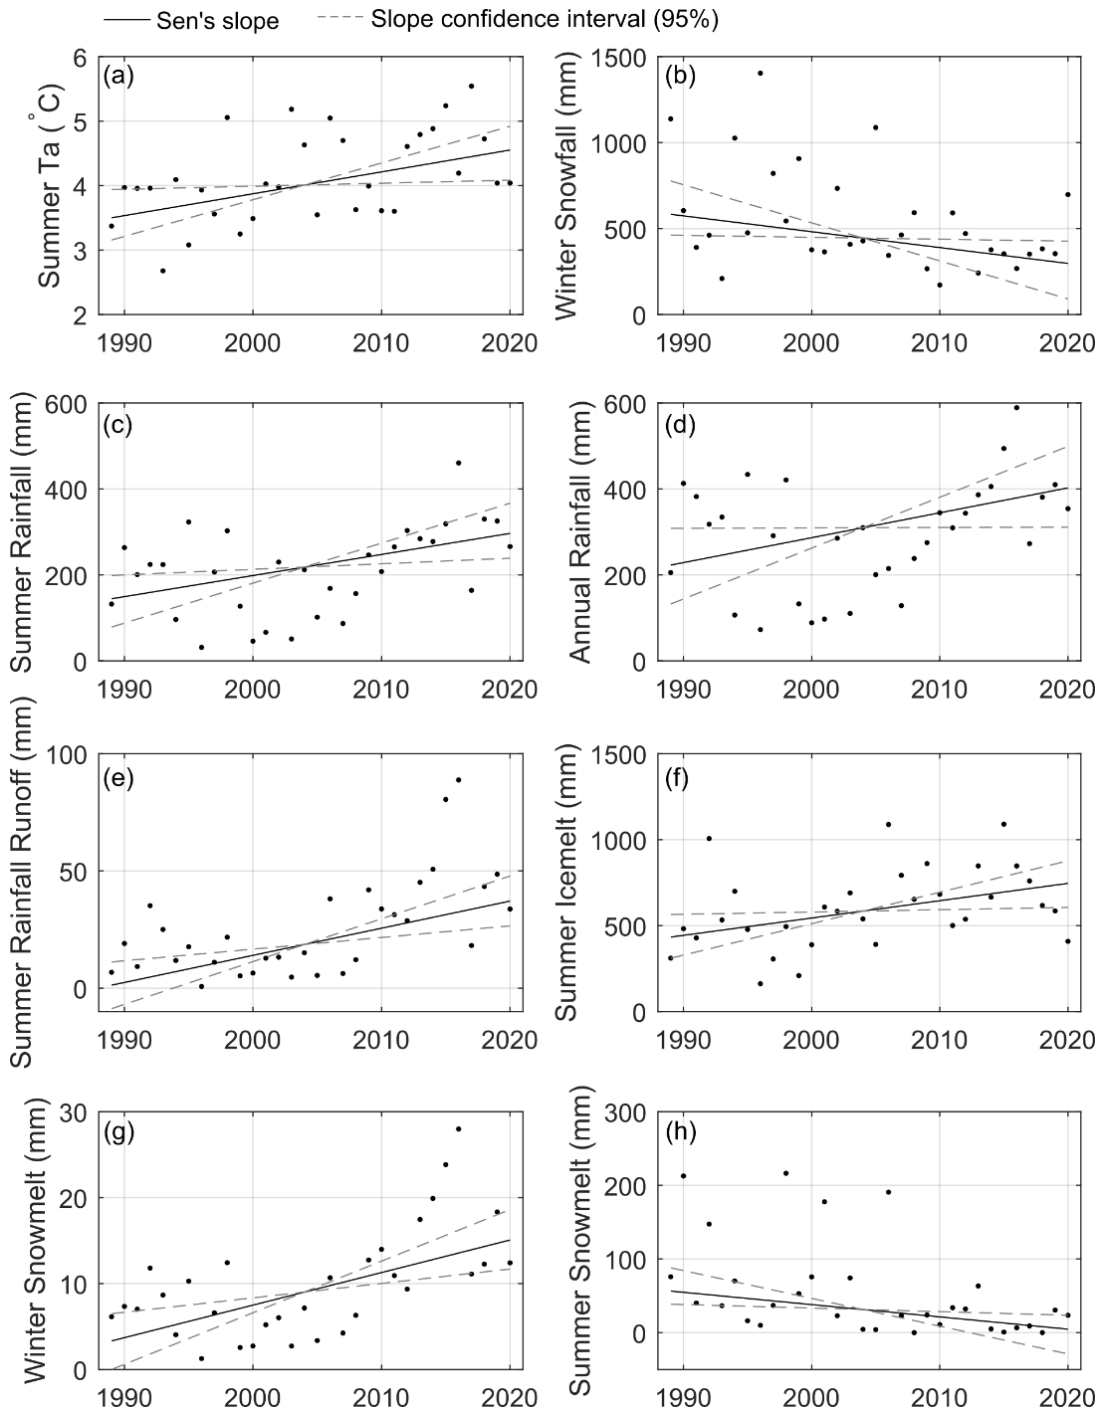 Sen's slope
Slope confidence interval (95%)
(a)
Summer Ta (°C)
6
5
4
3
2
1990 2000 2010 2020
(b)
Winter Snowfall (mm)
1500
1000
500
0
1990 2000 2010 2020
(c)
Summer Rainfall (mm)
600
400
200
0
1990 2000 2010 2020
(d)
Annual Rainfall (mm)
600
400
200
0
1990 2000 2010 2020
(e)
Summer Rainfall Runoff (mm)
100
50
0
1990 2000 2010 2020
(f)
Summer Icemelt (mm)
1500
1000
500
0
1990 2000 2010 2020
(g)
Winter Snowmelt (mm)
30
20
10
0
1990 2000 2010 2020
(h)
Summer Snowmelt (mm)
300
200
100
0
1990 2000 2010 2020